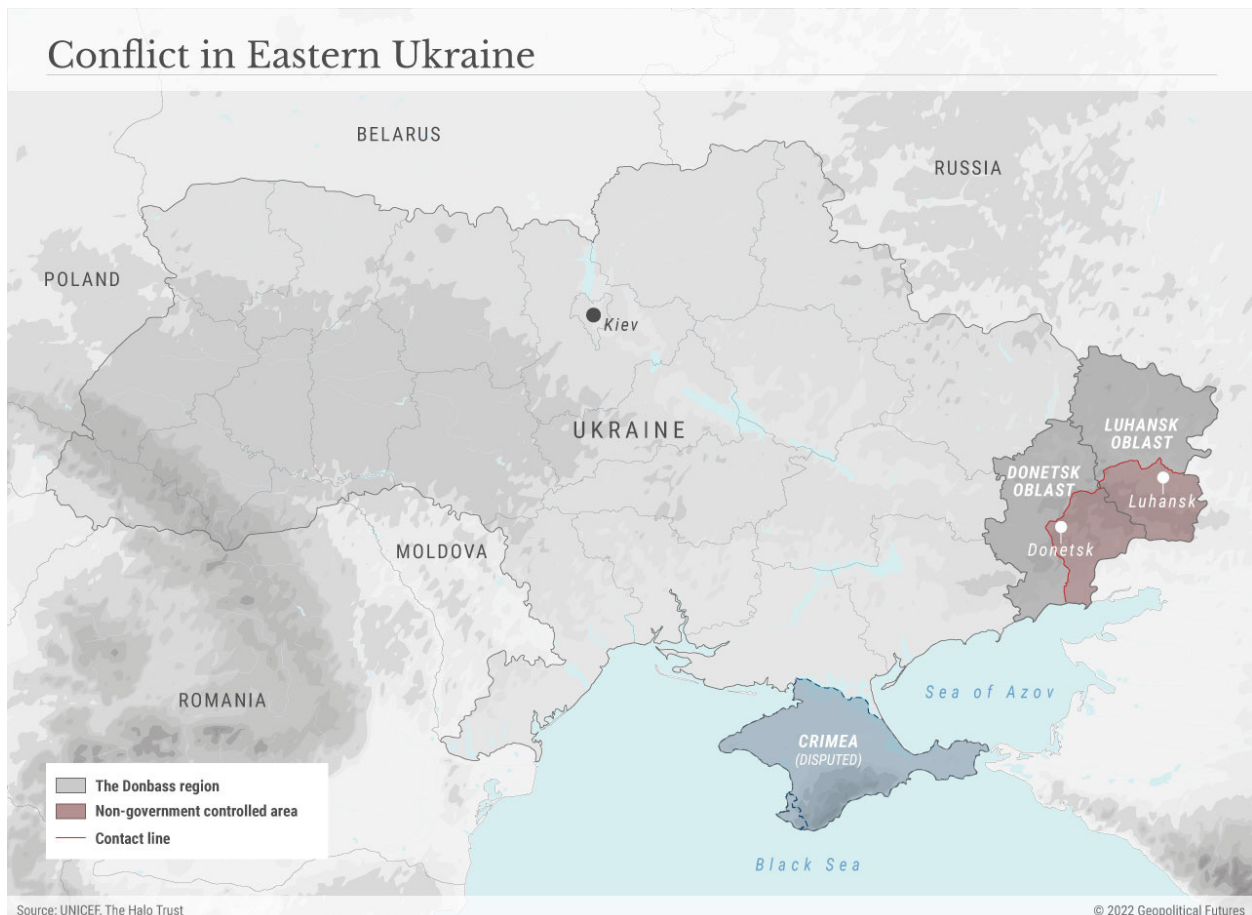 Conflict in Eastern Ukraine
BELARUS
RUSSIA
POLAND
Kiev
UKRAINE
LUHANSK
OBLAST
DONETSK
OBLAST
Luhansk
Donetsk
MOLDOVA
ROMANIA
Sea of Azov
CRIMEA
(DISPUTED)
The Donbass region
Non-government controlled area
Contact line
Black Sea
Source: UNICEF, The Halo Trust
© 2022 Geopolitical Futures